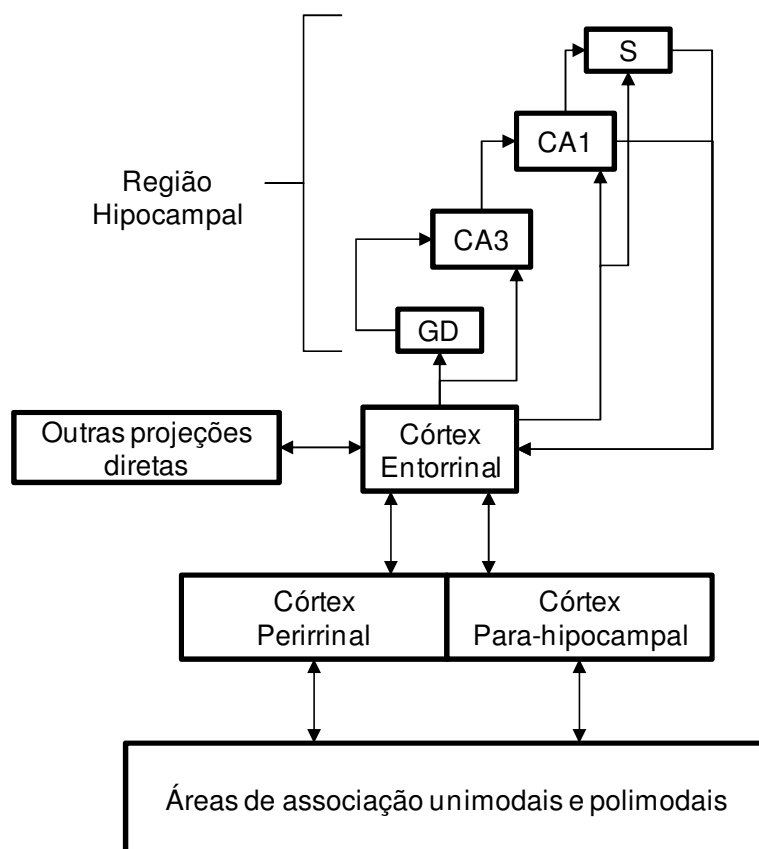 S
CA1
Região
Hipocampal
CA3
GD
Outras projeções
diretas
Córtex
Entorrinal
Córtex
Perirrinal
Córtex
Para-hipocampal
Áreas de associação unimodais e polimodais